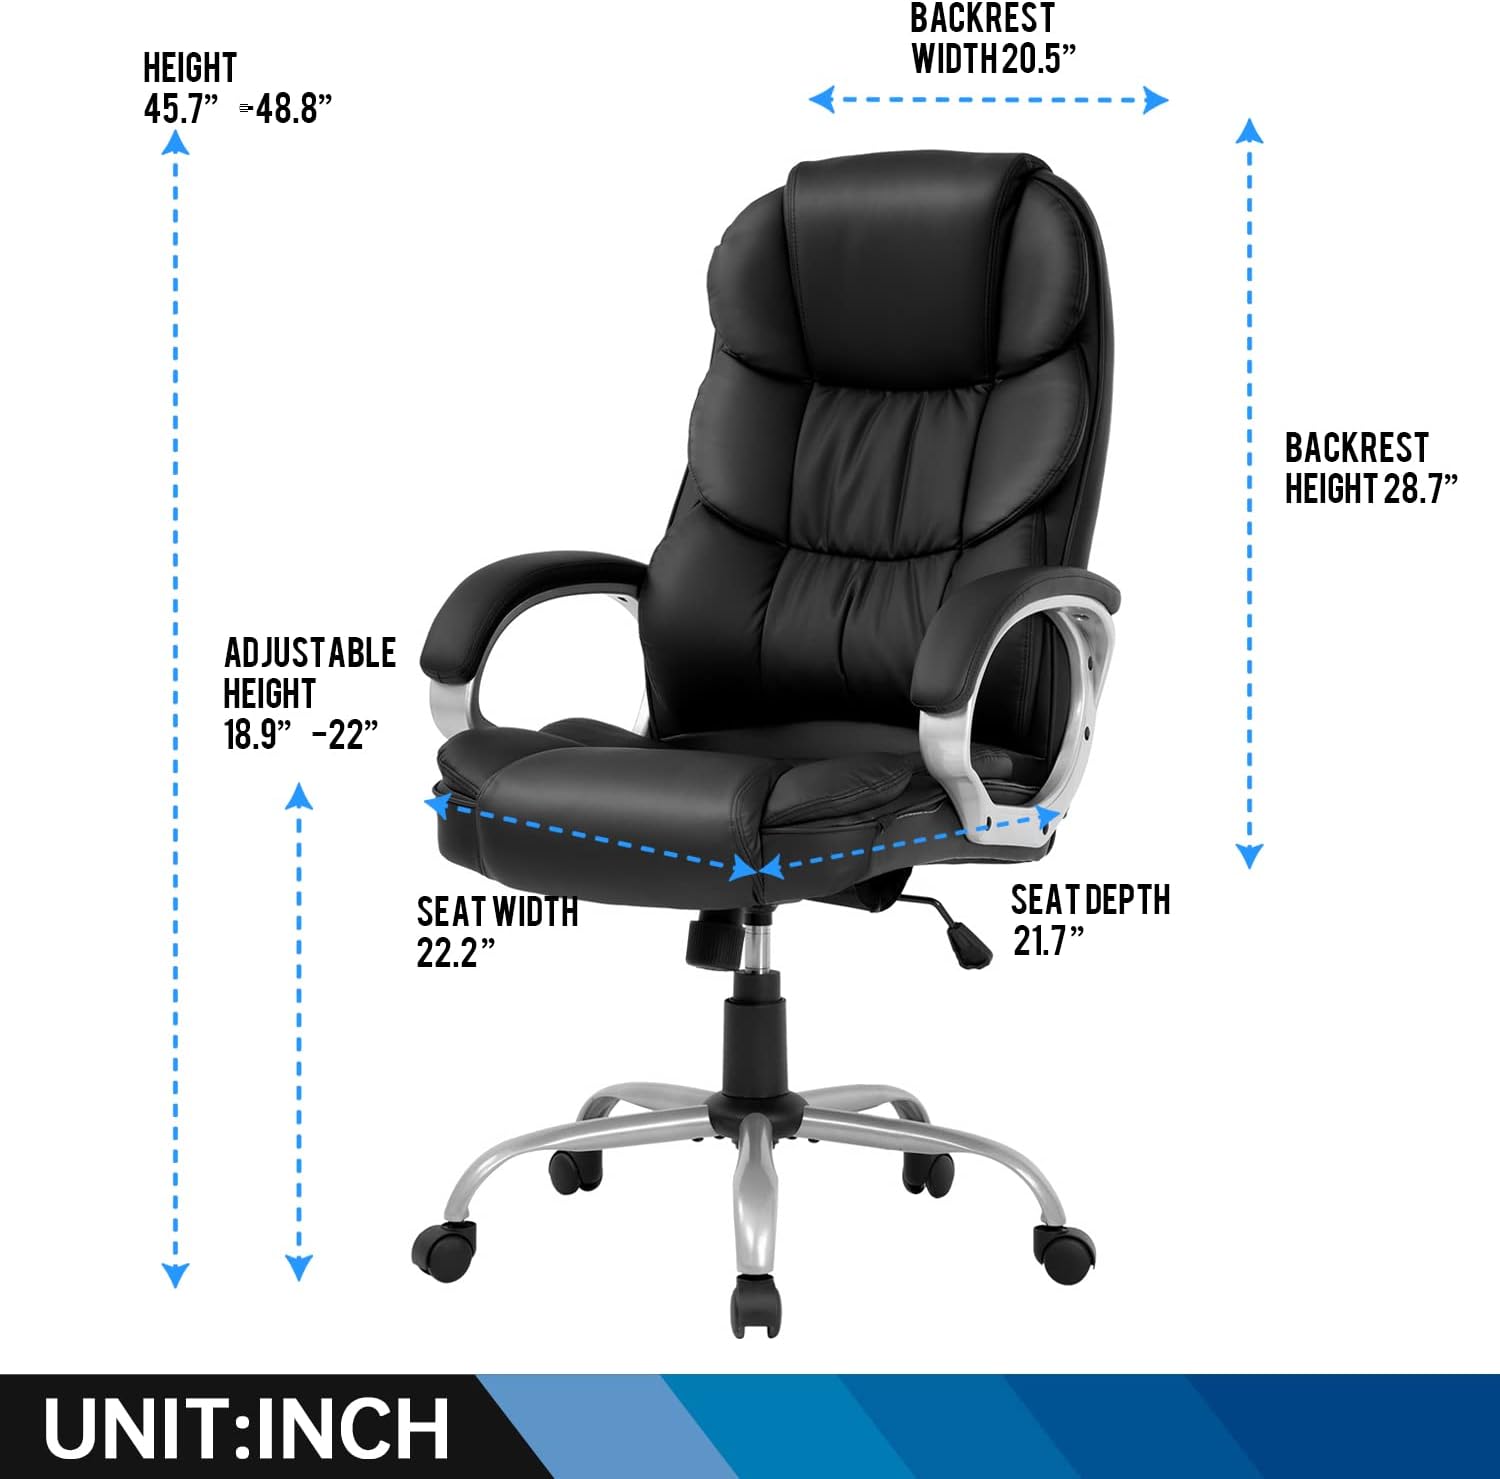 BACKREST
WIDTH 20.5”
HEIGHT
45.7” -48.8”
BACKREST
HEIGHT 28.7”
ADJUSTABLE
HEIGHT
18.9” -22”
SEAT WIDTH
22.2”
SEAT DEPTH
21.7”
UNIT:INCH